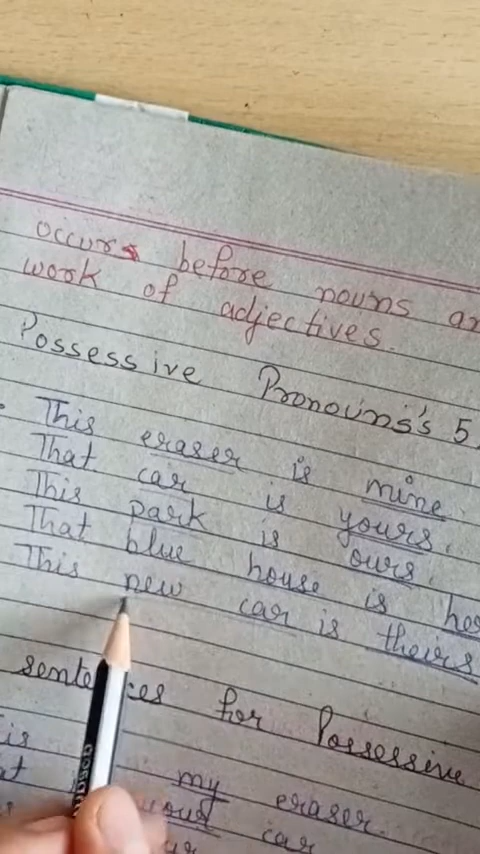 occurs before nouns an
work of adjectives.
Possessive Pronouns's 5
This eraser is mine
That car is yours.
This park is ours.
That blue house is hers
This new car is theirs
sentences for Possessive
is my eraser.
your car